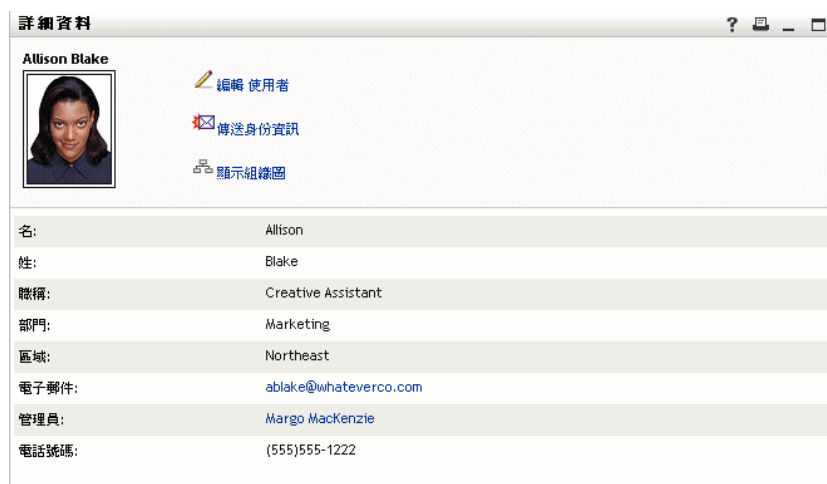 詳細資料
Allison Blake
編輯 使用者
傳送身份資訊
顯示組織圖
名: Allison
姓: Blake
職稱: Creative Assistant
部門: Marketing
區域: Northeast
電子郵件: ablake@whateverco.com
管理員: Margo MacKenzie
電話號碼: (555)555-1222